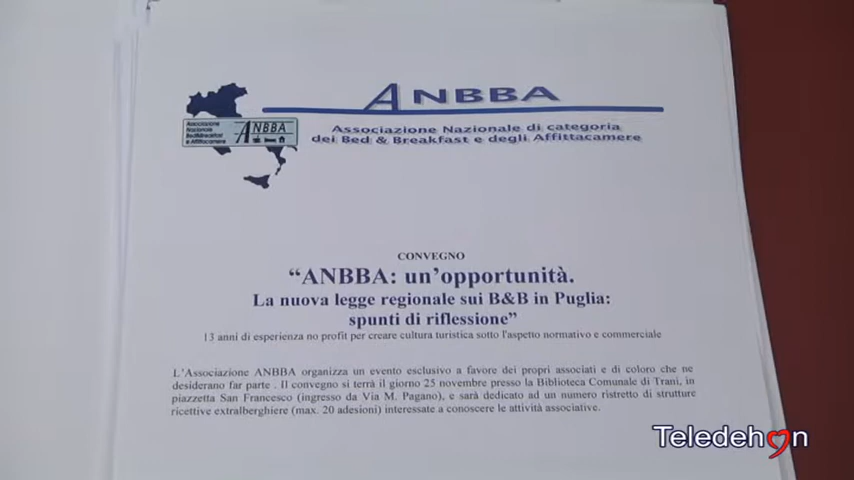 ANBBA
Associazione
Nazionale
Bed&Breakfast
e Affittacamere
ANBBA
Associazione Nazionale di categoria
dei Bed & Breakfast e degli Affittacamere
CONVEGNO
“ANBBA: un’opportunità.
La nuova legge regionale sui B&B in Puglia:
spunti di riflessione”
13 anni di esperienza no profit per creare cultura turistica sotto l'aspetto normativo e commerciale
L’Associazione ANBBA organizza un evento esclusivo a favore dei propri associati e di coloro che ne
desiderano far parte . Il convegno si terrà il giorno 25 novembre presso la Biblioteca Comunale di Trani, in
piazzetta San Francesco (ingresso da Via M. Pagano), e sarà dedicato ad un numero ristretto di strutture
ricettive extralberghiere (max. 20 adesioni) interessate a conoscere le attività associative.
Teledehon